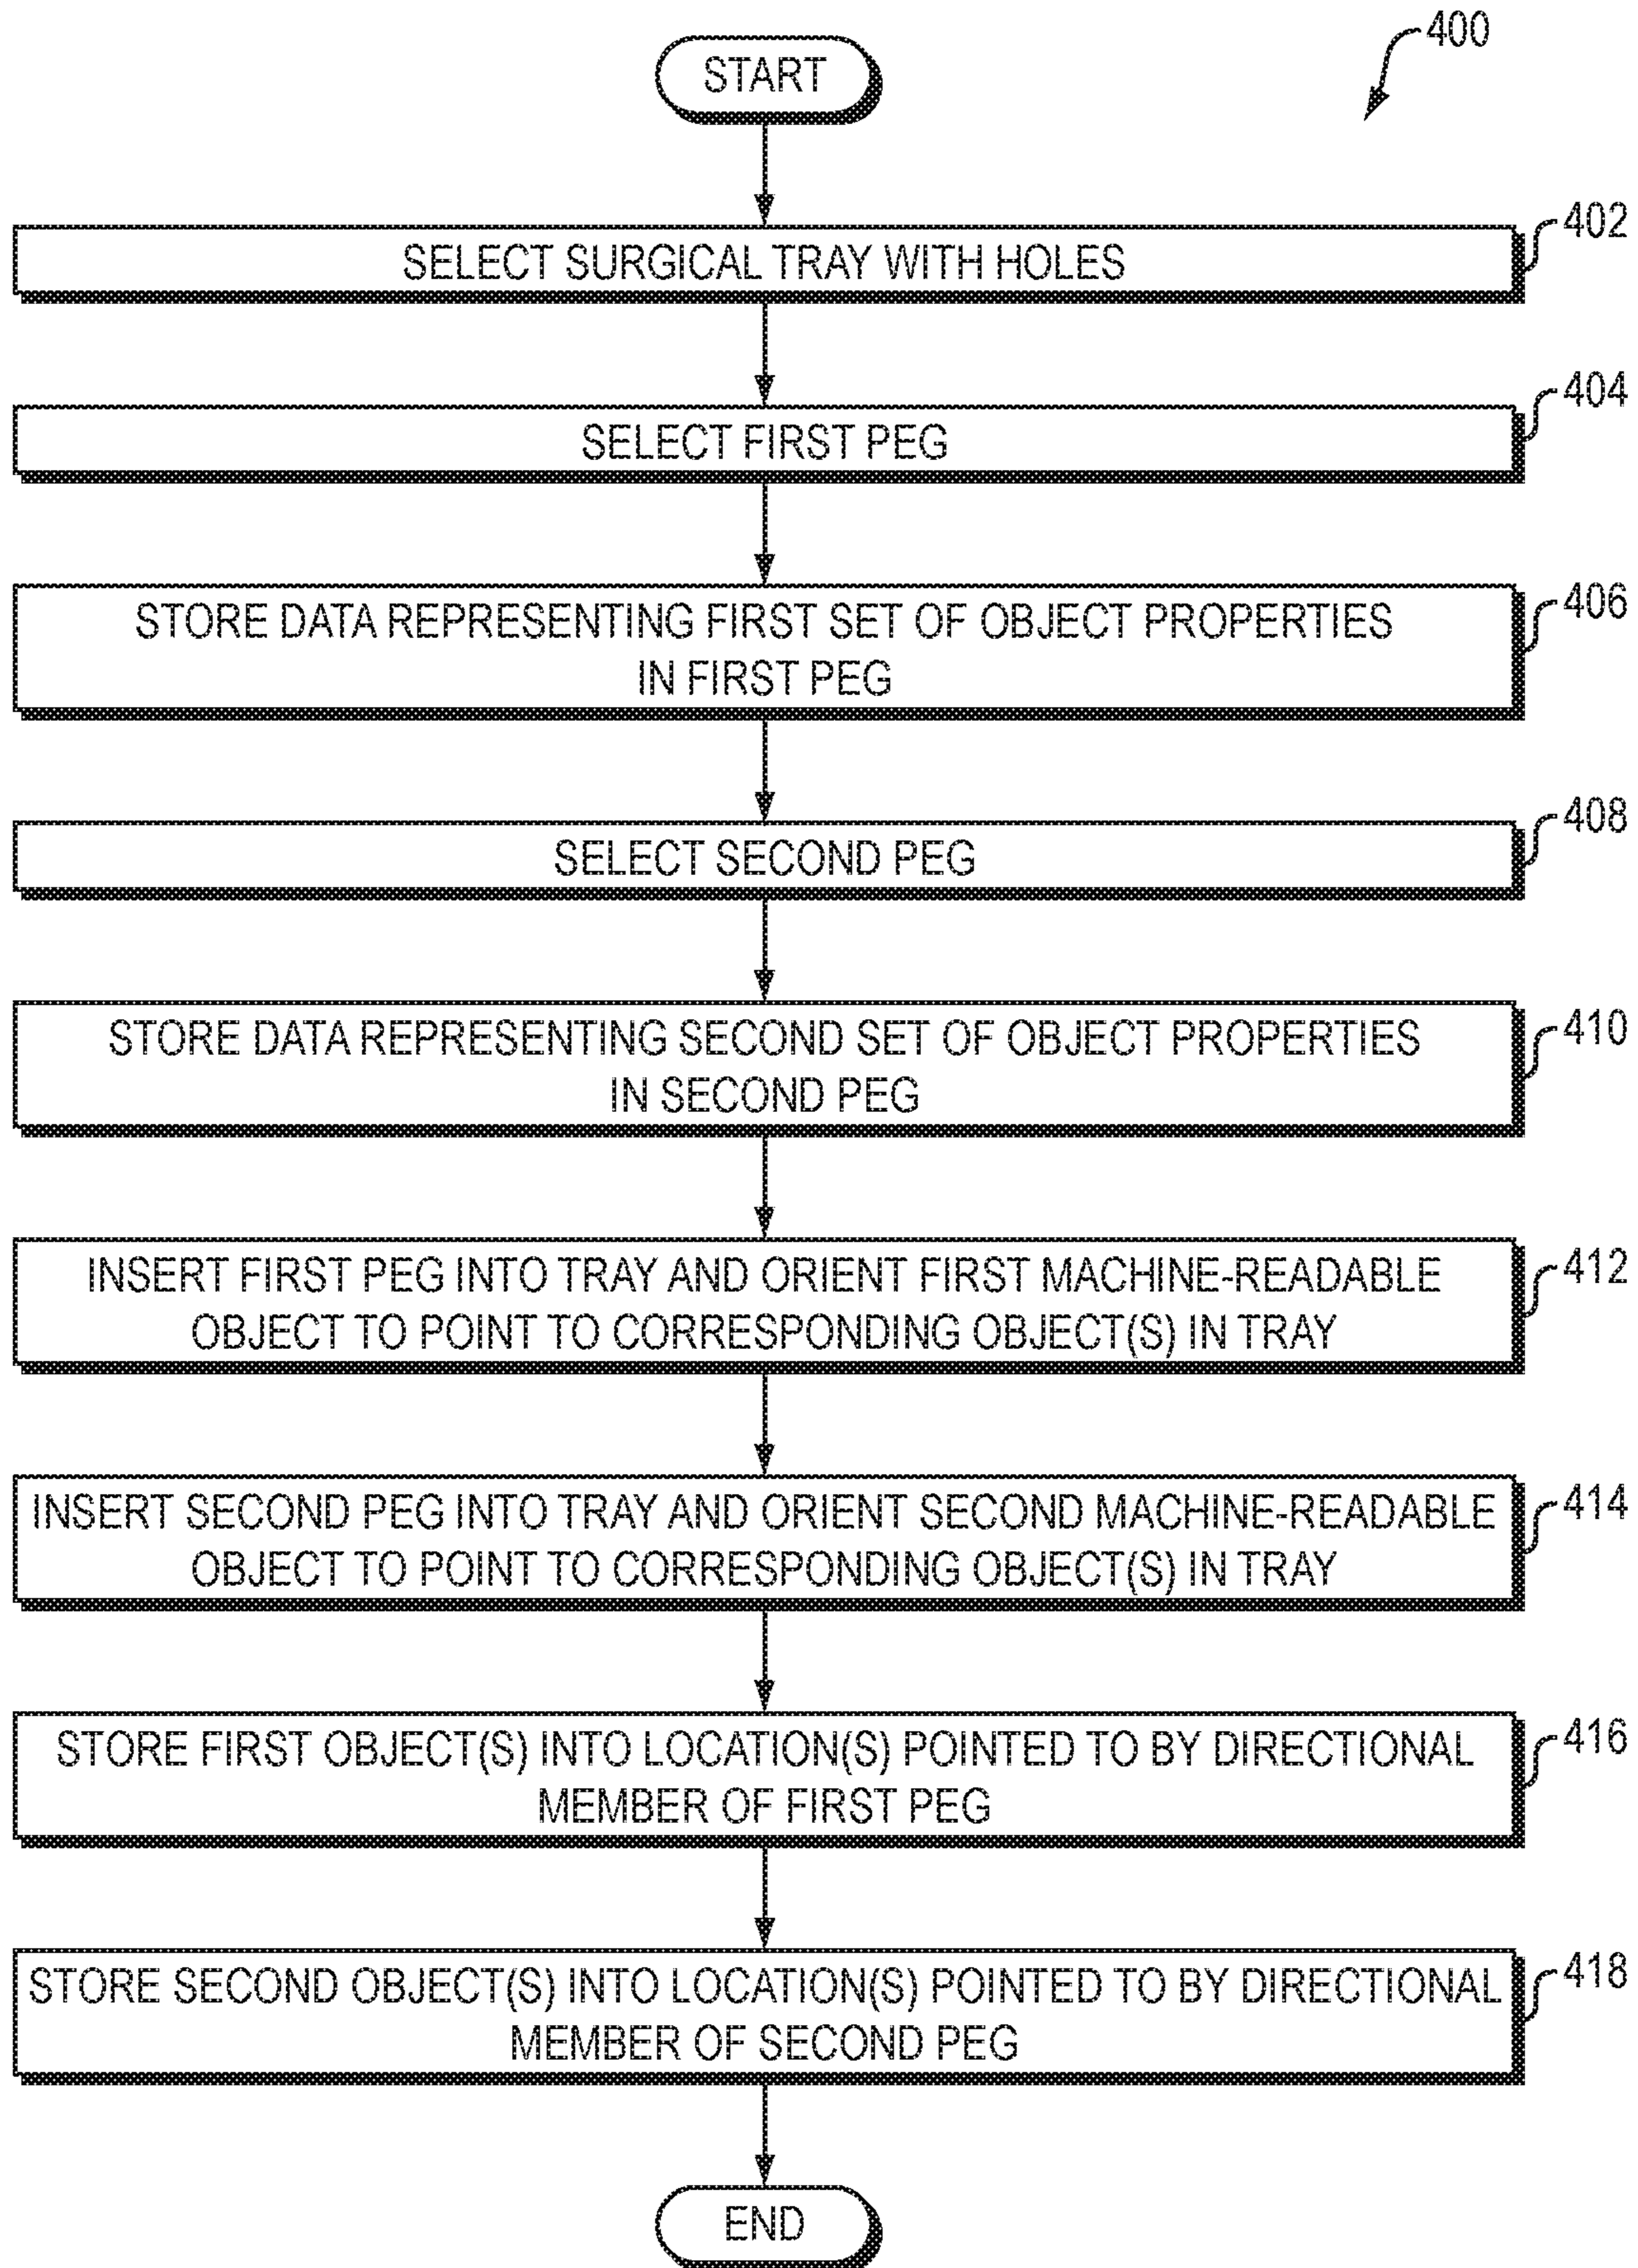 400
START
402
SELECT SURGICAL TRAY WITH HOLES
404
SELECT FIRST PEG
406
STORE DATA REPRESENTING FIRST SET OF OBJECT PROPERTIES
IN FIRST PEG
408
SELECT SECOND PEG
410
STORE DATA REPRESENTING SECOND SET OF OBJECT PROPERTIES
IN SECOND PEG
412
INSERT FIRST PEG INTO TRAY AND ORIENT FIRST MACHINE-READABLE
OBJECT TO POINT TO CORRESPONDING OBJECT(S) IN TRAY
414
INSERT SECOND PEG INTO TRAY AND ORIENT SECOND MACHINE-READABLE
OBJECT TO POINT TO CORRESPONDING OBJECT(S) IN TRAY
416
STORE FIRST OBJECT(S) INTO LOCATION(S) POINTED TO BY DIRECTIONAL
MEMBER OF FIRST PEG
418
STORE SECOND OBJECT(S) INTO LOCATION(S) POINTED TO BY DIRECTIONAL
MEMBER OF SECOND PEG
END